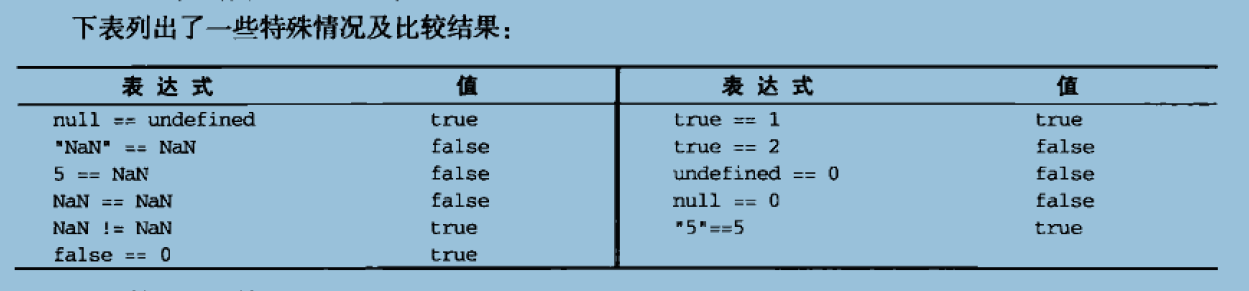 下表列出了一些特殊情况及比较结果：
表达式 值 表达式 值
null == undefined true true == 1 true
"NaN" == NaN false true == 2 false
5 == NaN false undefined == 0 false
NaN == NaN false null == 0 false
NaN != NaN true "5"==5 true
false == 0 true